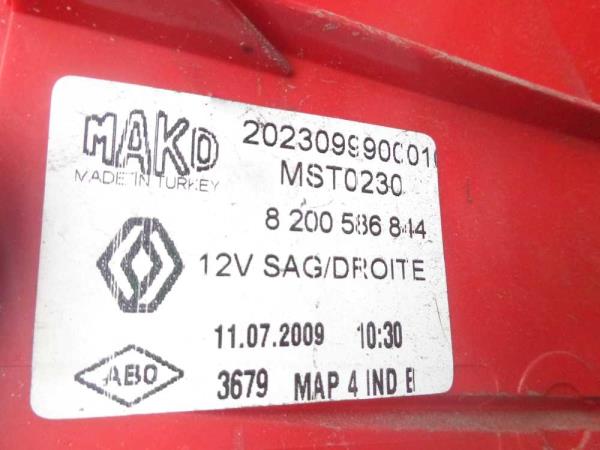 MAKO
MADE IN TURKEY
202309990001
MST0230
8 200 586 844
12V SAG/DROITE
11.07.2009 10:30
ABO
3679 MAP 4 IND